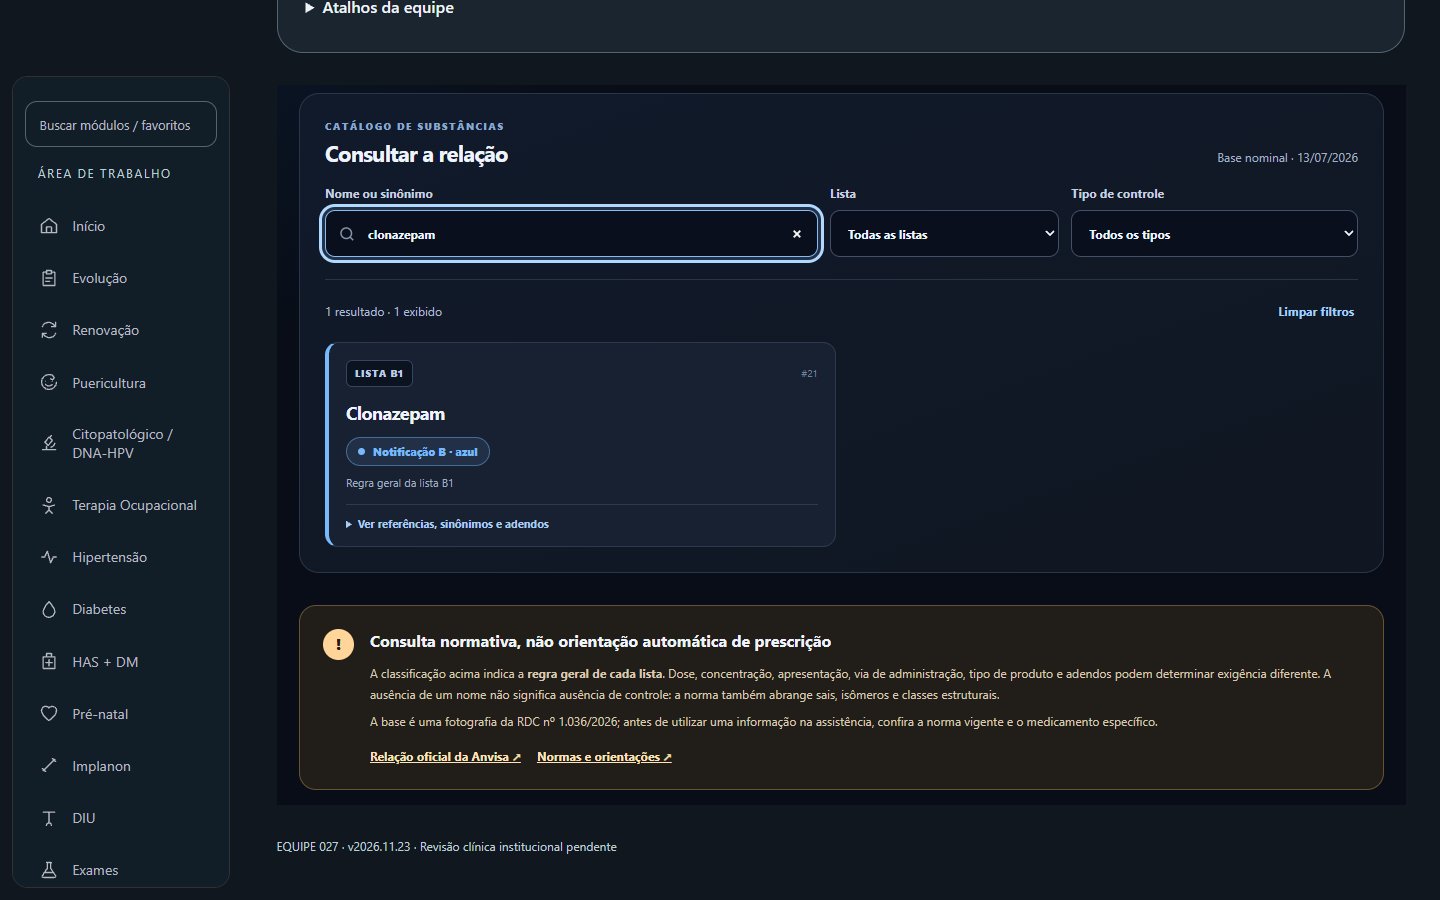 ▶ Atalhos da equipe
Buscar módulos / favoritos
ÁREA DE TRABALHO
Início
Evolução
Renovação
Puericultura
Citopatológico /
DNA-HPV
Terapia Ocupacional
Hipertensão
Diabetes
HAS + DM
Pré-natal
Implanon
DIU
Exames
CATÁLOGO DE SUBSTÂNCIAS
Consultar a relação
Base nominal · 13/07/2026
Nome ou sinônimo
Lista
Tipo de controle
clonazepam ×
Todas as listas
Todos os tipos
1 resultado · 1 exibido
Limpar filtros
LISTA B1
#21
Clonazepam
Notificação B · azul
Regra geral da lista B1
▶ Ver referências, sinônimos e adendos
! Consulta normativa, não orientação automática de prescrição
A classificação acima indica a regra geral de cada lista. Dose, concentração, apresentação, via de administração, tipo de produto e adendos podem determinar exigência diferente. A
ausência de um nome não significa ausência de controle: a norma também abrange sais, isômeros e classes estruturais.
A base é uma fotografia da RDC nº 1.036/2026; antes de utilizar uma informação na assistência, confira a norma vigente e o medicamento específico.
Relação oficial da Anvisa ↗ Normas e orientações ↗
EQUIPE 027 · v2026.11.23 · Revisão clínica institucional pendente